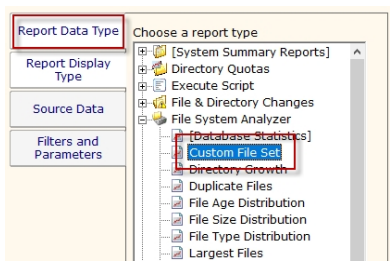 Report Data Type
Report Display
Type
Source Data
Filters and
Parameters
Choose a report type
[System Summary Reports]
Directory Quotas
Execute Script
File & Directory Changes
File System Analyzer
[Database Statistics]
Custom File Set
Directory Growth
Duplicate Files
File Age Distribution
File Size Distribution
File Type Distribution
Largest Files